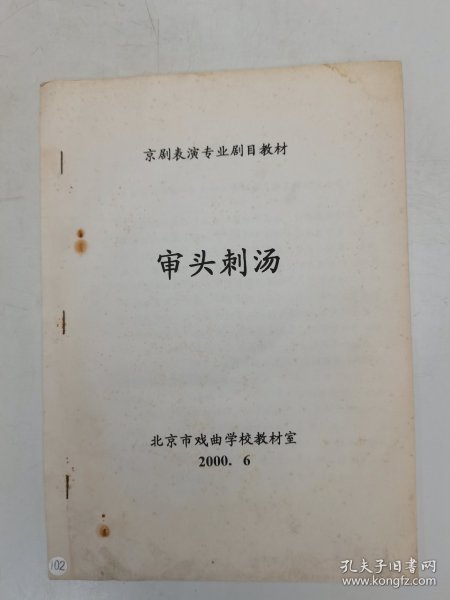 京剧表演专业剧目教材
审头刺汤
北京市戏曲学校教材室
2000. 6
102
孔夫子旧书网
www.kongfz.com